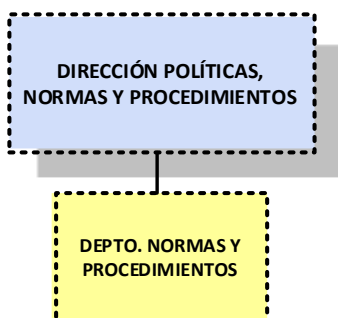 DIRECCIÓN POLÍTICAS,
NORMAS Y PROCEDIMIENTOS
DEPTO. NORMAS Y
PROCEDIMIENTOS